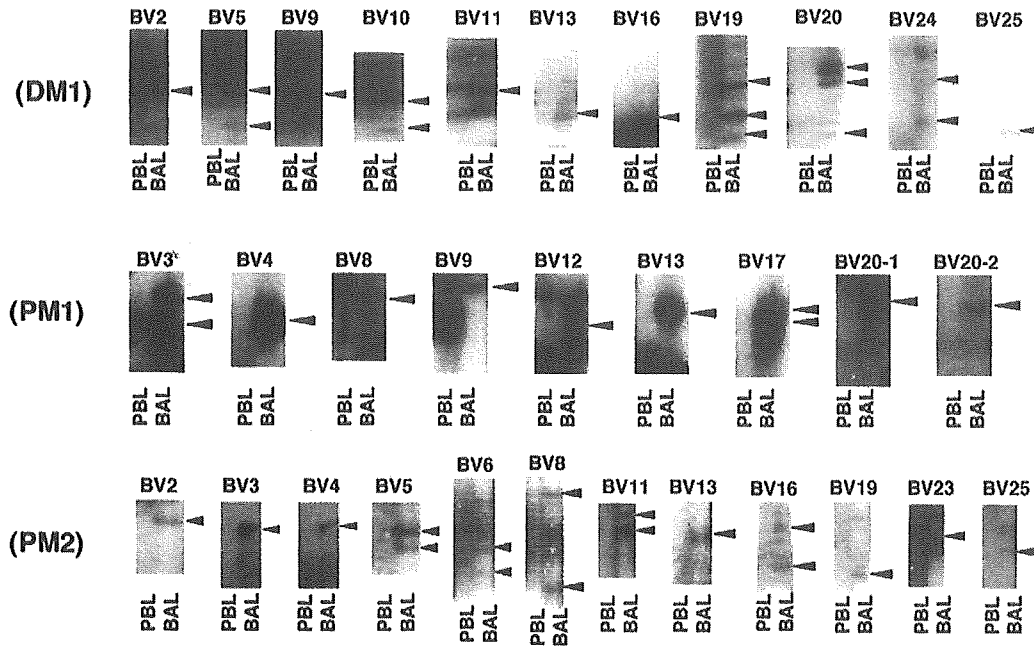 BV2 BV5 BV9 BV10 BV11 BV13 BV16 BV19 BV20 BV24 BV25
(DM1)
PBL BAL PBL BAL PBL BAL PBL BAL PBL BAL PBL BAL PBL BAL PBL BAL PBL BAL PBL BAL PBL BAL
BV3 BV4 BV8 BV9 BV12 BV13 BV17 BV20-1 BV20-2
(PM1)
PBL BAL PBL BAL PBL BAL PBL BAL PBL BAL PBL BAL PBL BAL PBL BAL PBL BAL
BV2 BV3 BV4 BV5 BV6 BV8 BV11 BV13 BV16 BV19 BV23 BV25
(PM2)
PBL BAL PBL BAL PBL BAL PBL BAL PBL BAL PBL BAL PBL BAL PBL BAL PBL BAL PBL BAL PBL BAL PBL BAL